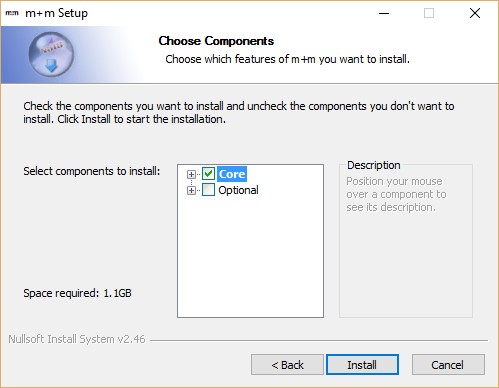 m+m m+m Setup
Choose Components
Choose which features of m+m you want to install.
Check the components you want to install and uncheck the components you don't want to
install. Click Install to start the installation.
Select components to install:
Core
Optional
Description
Position your mouse
over a component to
see its description.
Space required: 1.1GB
Nullsoft Install System v2.46
< Back
Install
Cancel